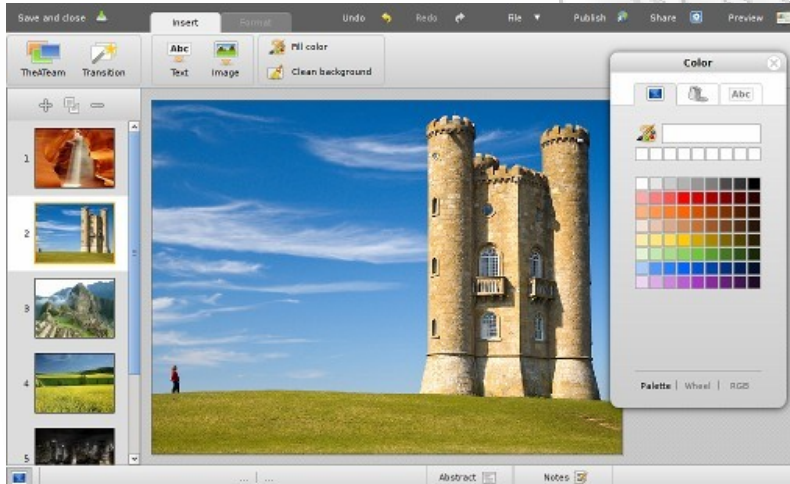 Save and close
Insert
Format
Undo
Redo
File
Publish
Share
Preview
TheATeam
Transition
Abc
Text
Image
Fill color
Clean background
Color
Abc
1
2
3
4
5
Palette | Wheel | RGB
... | ...
Abstract
Notes